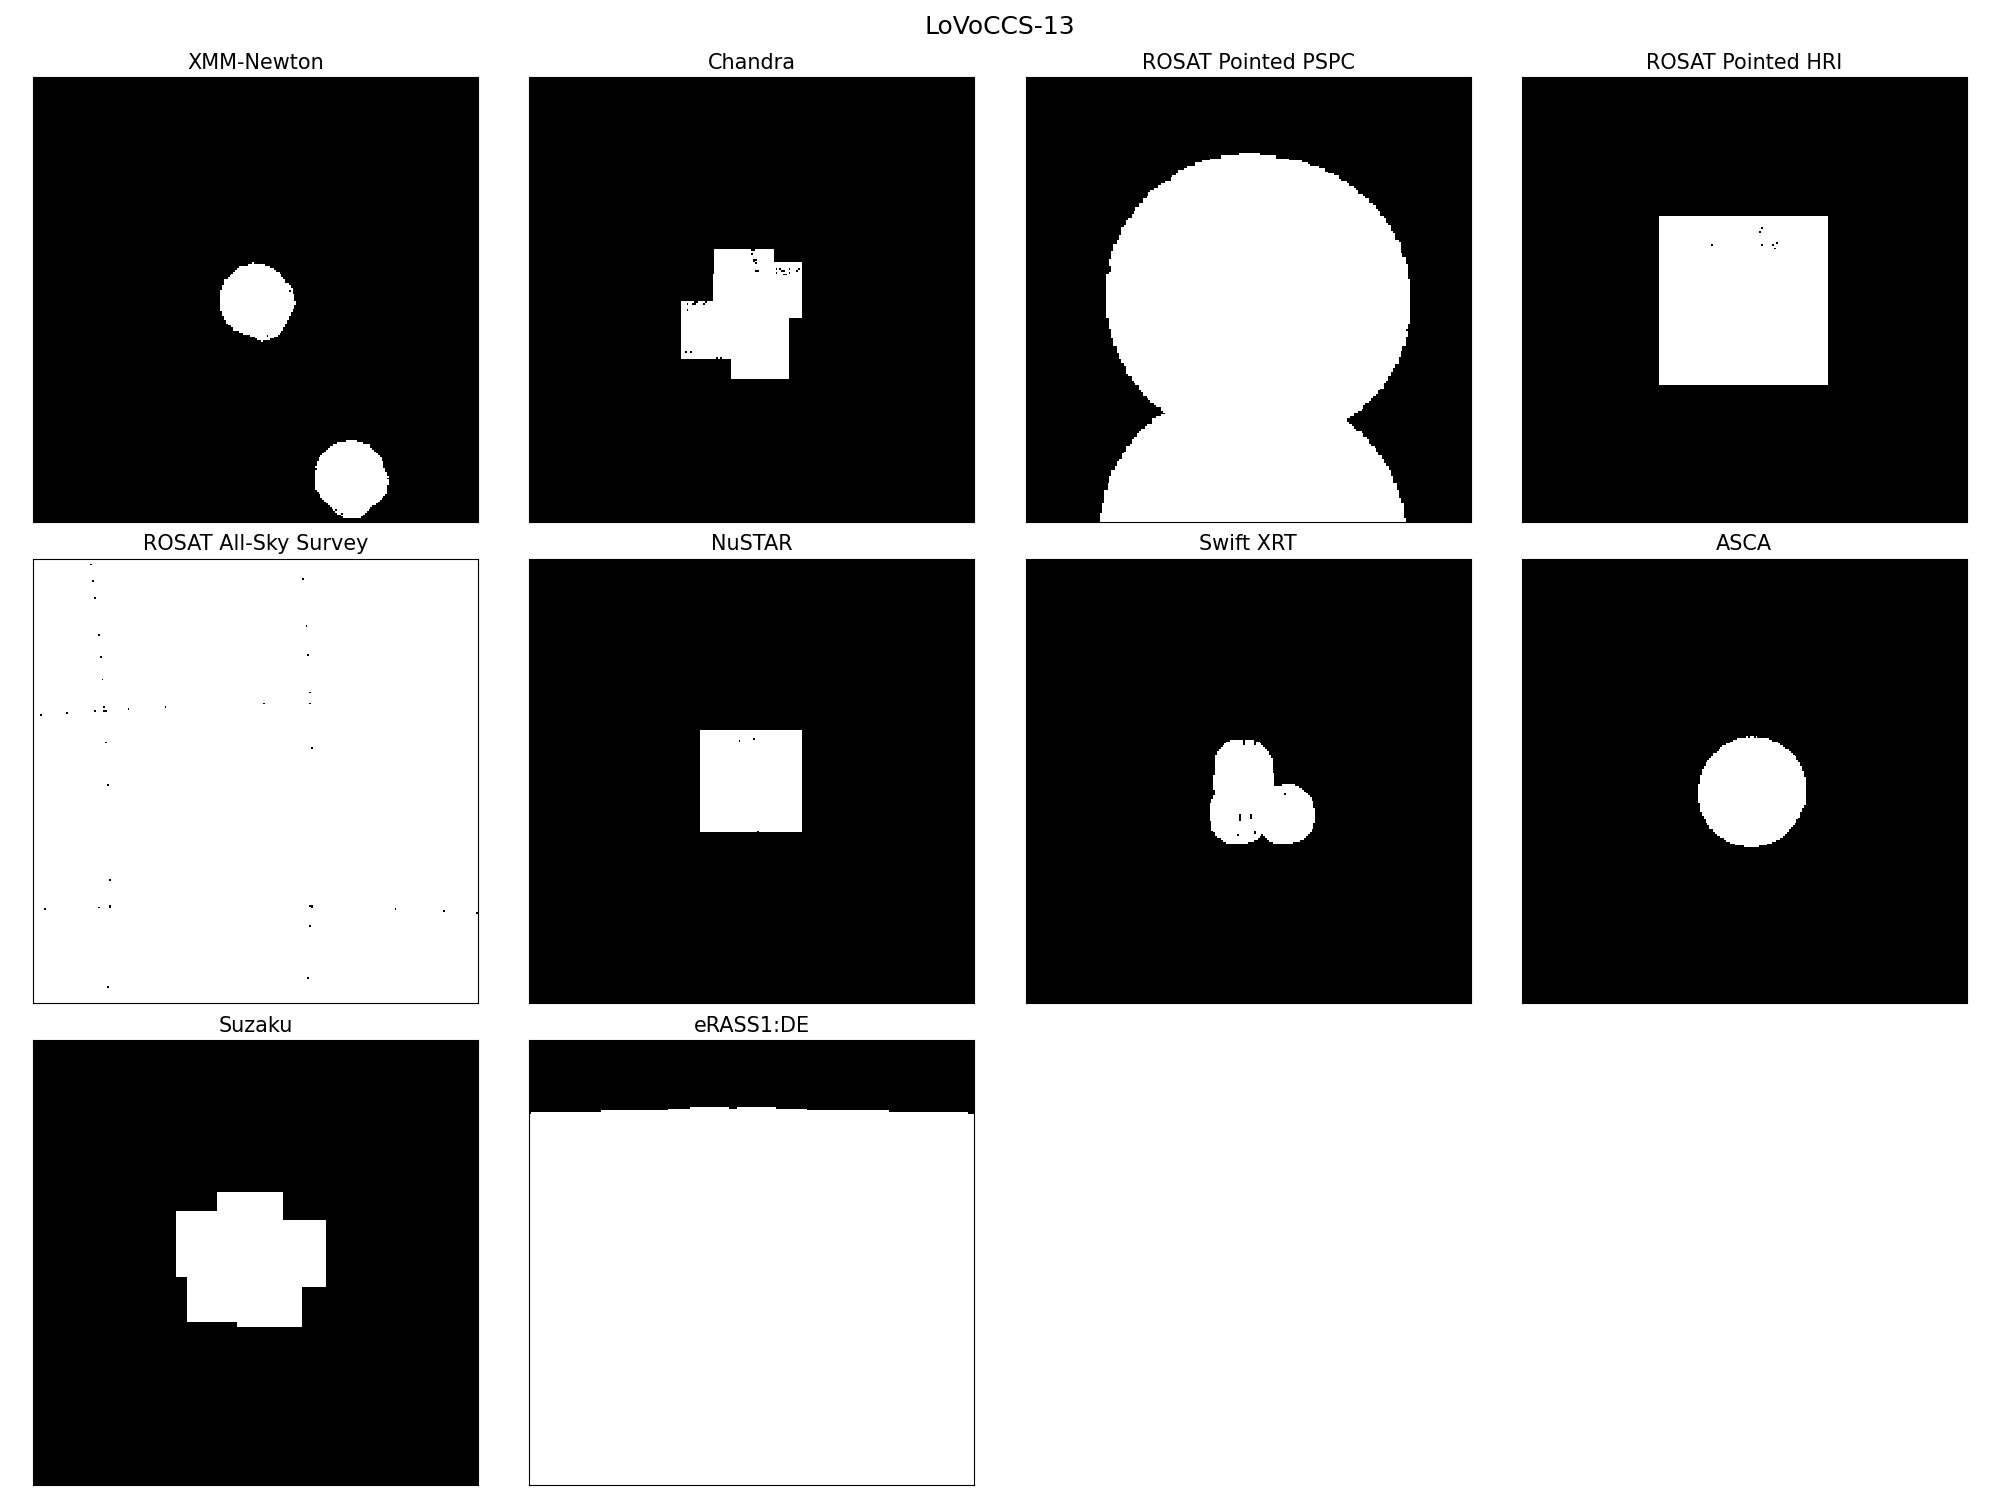 LoVoCCS-13
XMM-Newton
Chandra
ROSAT Pointed PSPC
ROSAT Pointed HRI
ROSAT All-Sky Survey
NuSTAR
Swift XRT
ASCA
Suzaku
eRASS1:DE